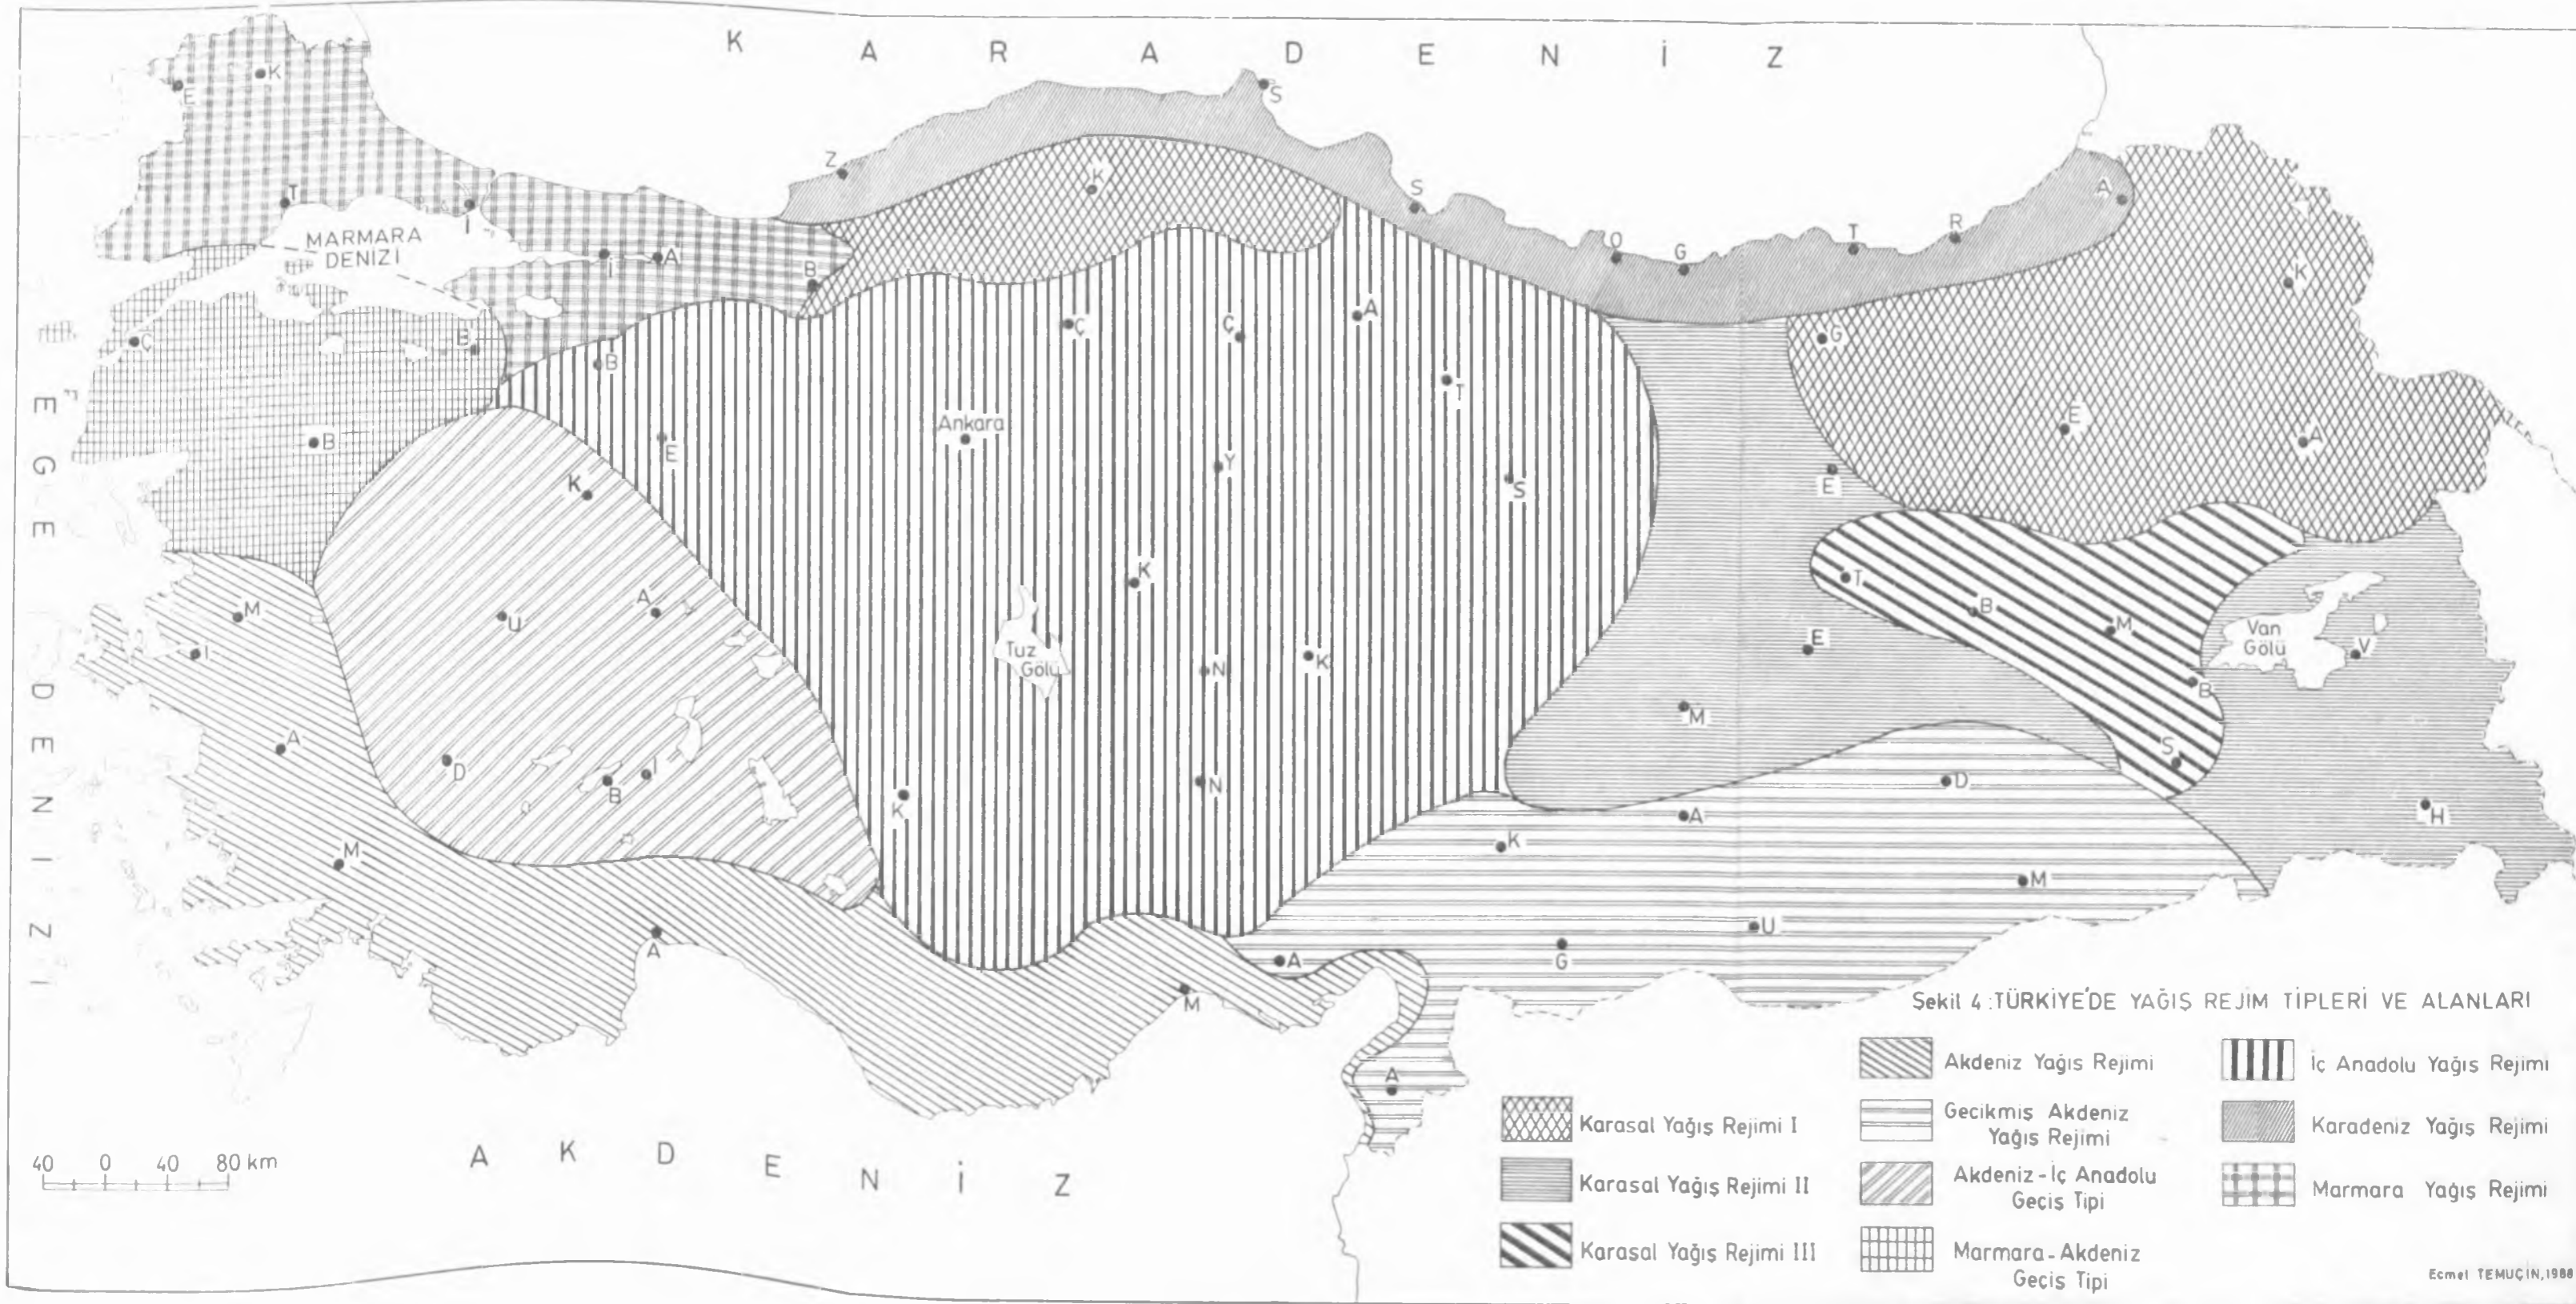 K A R A D E N İ Z
S
K
E
Z
K
S
A
T
İ
R
T
MARMARA
DENİZİ
O
G
İ
A
B
K
Ç
B
B
Ç
Ç
A
G
T
E G E D E N İ Z İ
B
E
Ankara
Y
S
E
E
A
K
K
T
B
M
M
İ
U
A
Tuz
Gölü
N
K
E
Van
Gölü
V
B
M
A
D
B
I
K
N
D
S
A
K
H
M
M
A
A
G
U
M
A
Şekil 4 : TÜRKİYE'DE YAĞIŞ REJİM TİPLERİ VE ALANLARI
Akdeniz Yağış Rejimi
İç Anadolu Yağış Rejimi
Karasal Yağış Rejimi I
Gecikmiş Akdeniz
Yağış Rejimi
Karadeniz Yağış Rejimi
Karasal Yağış Rejimi II
Akdeniz - İç Anadolu
Geçiş Tipi
Marmara Yağış Rejimi
Karasal Yağış Rejimi III
Marmara - Akdeniz
Geçiş Tipi
A K D E N İ Z
40 0 40 80 km
Ecmel TEMUÇİN, 1988